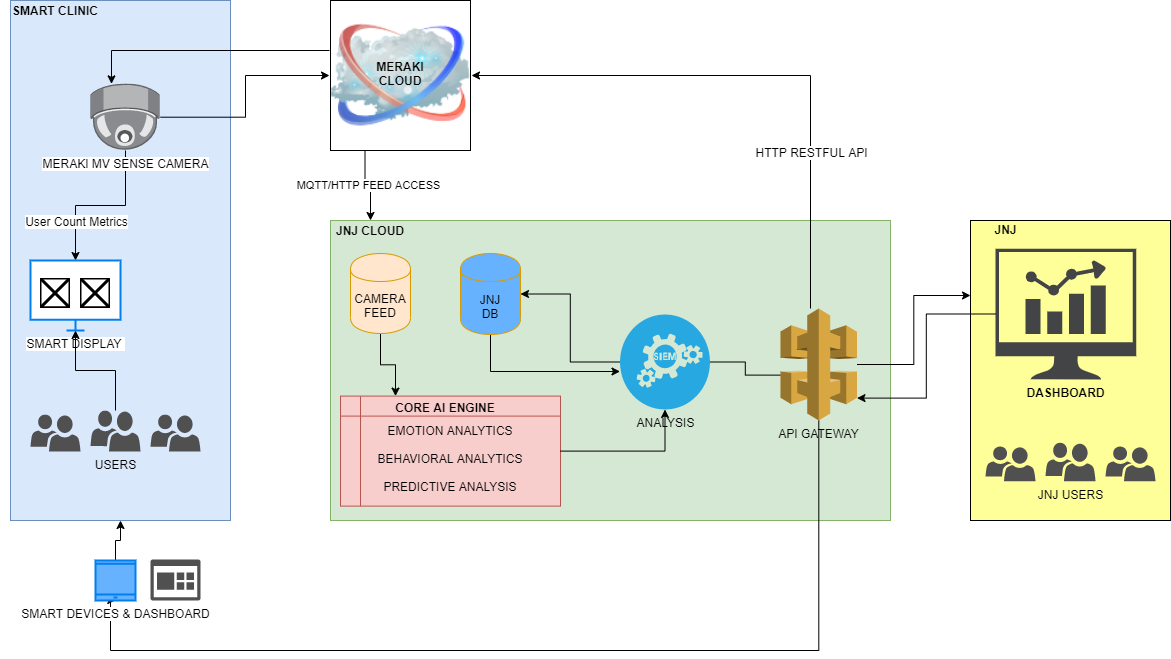 SMART CLINIC
MERAKI
CLOUD
MERAKI MV SENSE CAMERA
HTTP RESTFUL API
MQTT/HTTP FEED ACCESS
User Count Metrics
JNJ CLOUD
JNJ
CAMERA
FEED
JNJ
DB
SIEM
SMART DISPLAY
DASHBOARD
CORE AI ENGINE
EMOTION ANALYTICS
BEHAVIORAL ANALYTICS
PREDICTIVE ANALYSIS
ANALYSIS
API GATEWAY
USERS
JNJ USERS
SMART DEVICES & DASHBOARD